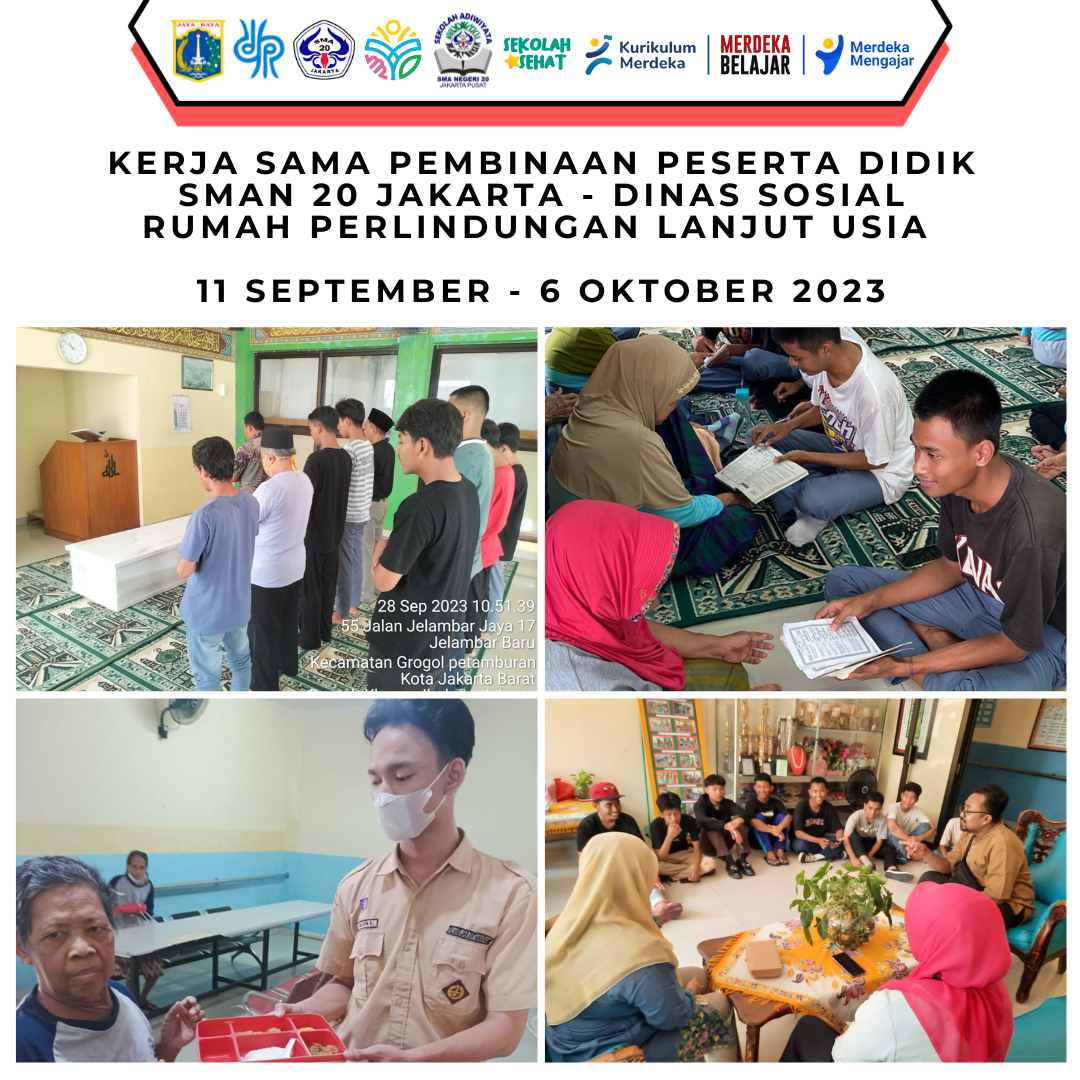 JAYA RAYA
SMA
20
JAKARTA
SEKOLAH ADIWIYATA
SMA NEGERI 20
JAKARTA PUSAT
SEKOLAH
SEHAT
Kurikulum
Merdeka
MERDEKA
BELAJAR
Merdeka
Mengajar
KERJA SAMA PEMBINAAN PESERTA DIDIK
SMAN 20 JAKARTA - DINAS SOSIAL
RUMAH PERLINDUNGAN LANJUT USIA
11 SEPTEMBER - 6 OKTOBER 2023
28 Sep 2023 10.51.39
55 Jalan Jelambar Jaya 17
Jelambar Baru
Kecamatan Grogol petamburan
Kota Jakarta Barat